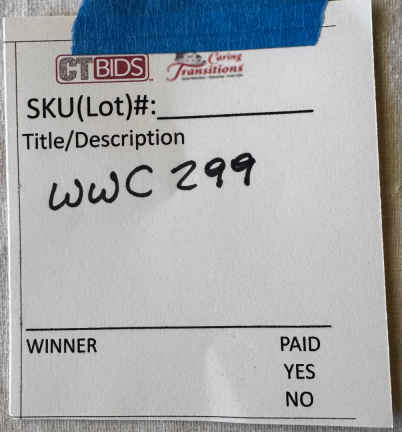 CTBIDS Caring Transitions
SKU(Lot)#:
Title/Description
WWC 299
WINNER PAID
YES
NO